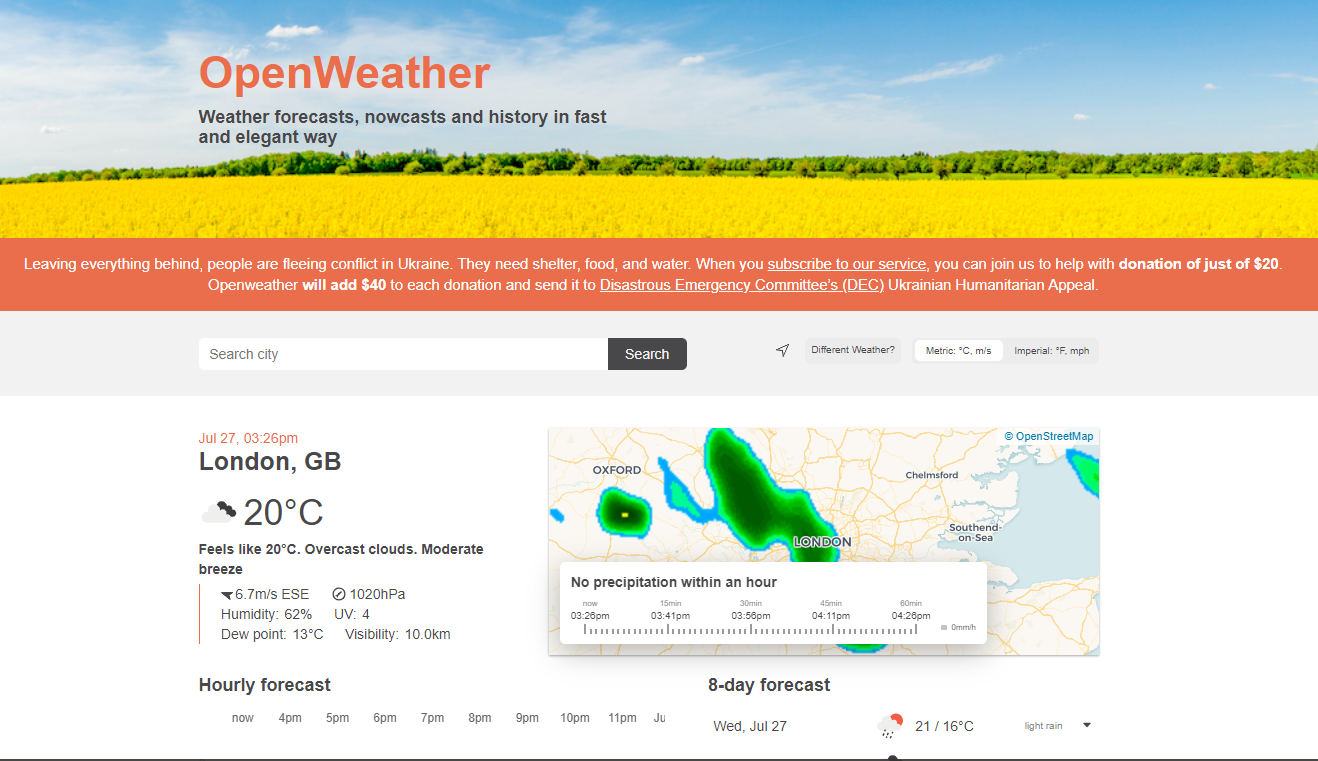 OpenWeather
Weather forecasts, nowcasts and history in fast
and elegant way
Leaving everything behind, people are fleeing conflict in Ukraine. They need shelter, food, and water. When you subscribe to our service, you can join us to help with donation of just of $20.
Openweather will add $40 to each donation and send it to Disastrous Emergency Committee's (DEC) Ukrainian Humanitarian Appeal.
Search city
Search
Different Weather?
Metric: °C, m/s
Imperial: °F, mph
Jul 27, 03:26pm
London, GB
20°C
Feels like 20°C. Overcast clouds. Moderate
breeze
6.7m/s ESE 1020hPa
Humidity: 62% UV: 4
Dew point: 13°C Visibility: 10.0km
© OpenStreetMap
OXFORD
Chelmsford
LONDON
Southend-
on-Sea
No precipitation within an hour
now 15min 30min 45min 60min
03:26pm 03:41pm 03:56pm 04:11pm 04:26pm
0mm/h
Hourly forecast
now 4pm 5pm 6pm 7pm 8pm 9pm 10pm 11pm Ju
8-day forecast
Wed, Jul 27 21 / 16°C light rain